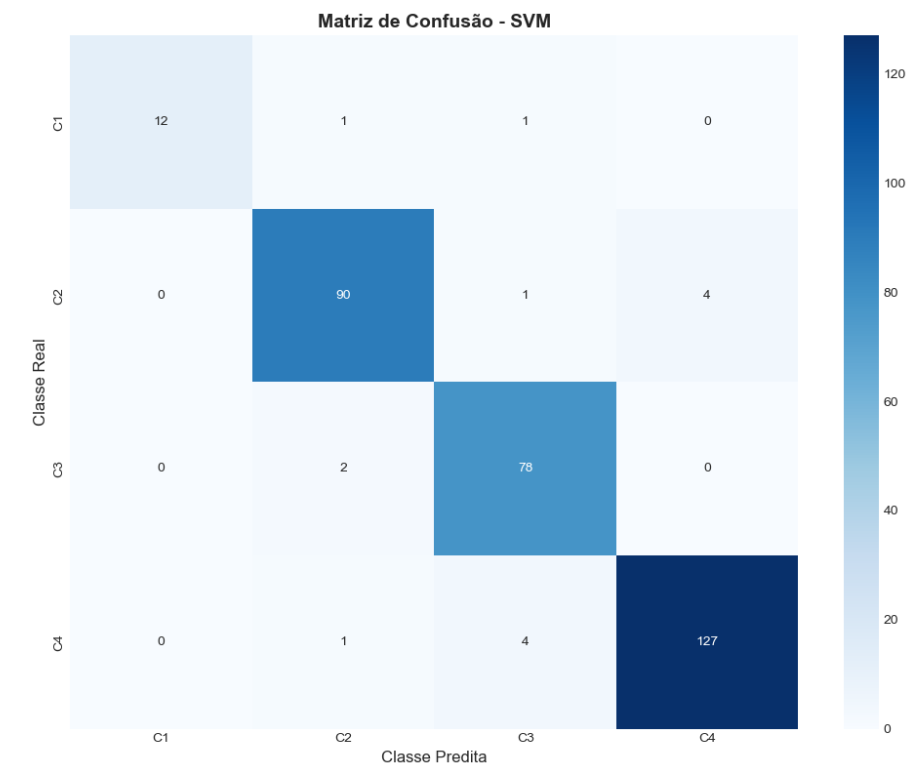 Matriz de Confusão - SVM
C1 12 1 1 0
C2 0 90 1 4
C3 0 2 78 0
C4 0 1 4 127
C1 C2 C3 C4
Classe Predita
Classe Real
120
100
80
60
40
20
0